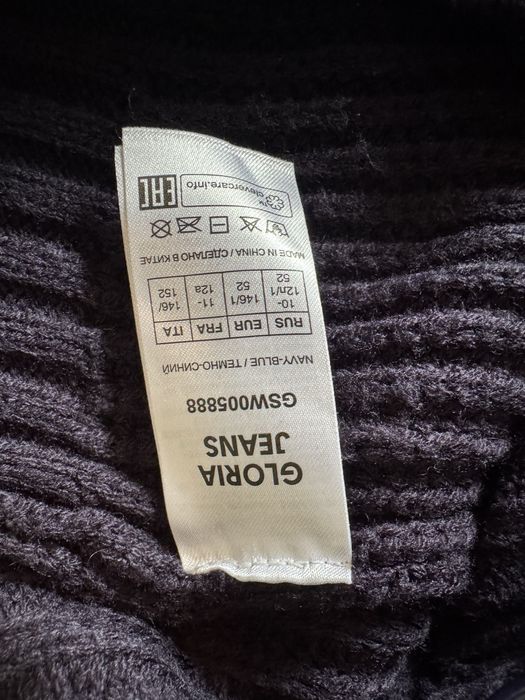 GLORIA
JEANS
GSW005888
NAVY-BLUE / ТЕМНО-СИНИЙ
RUS EUR FRA ITA
10- 146/1 11- 146/
12л/1 52 12a 152
52
MADE IN CHINA / СДЕЛАНО В КИТАЕ
clevercare.info EAC